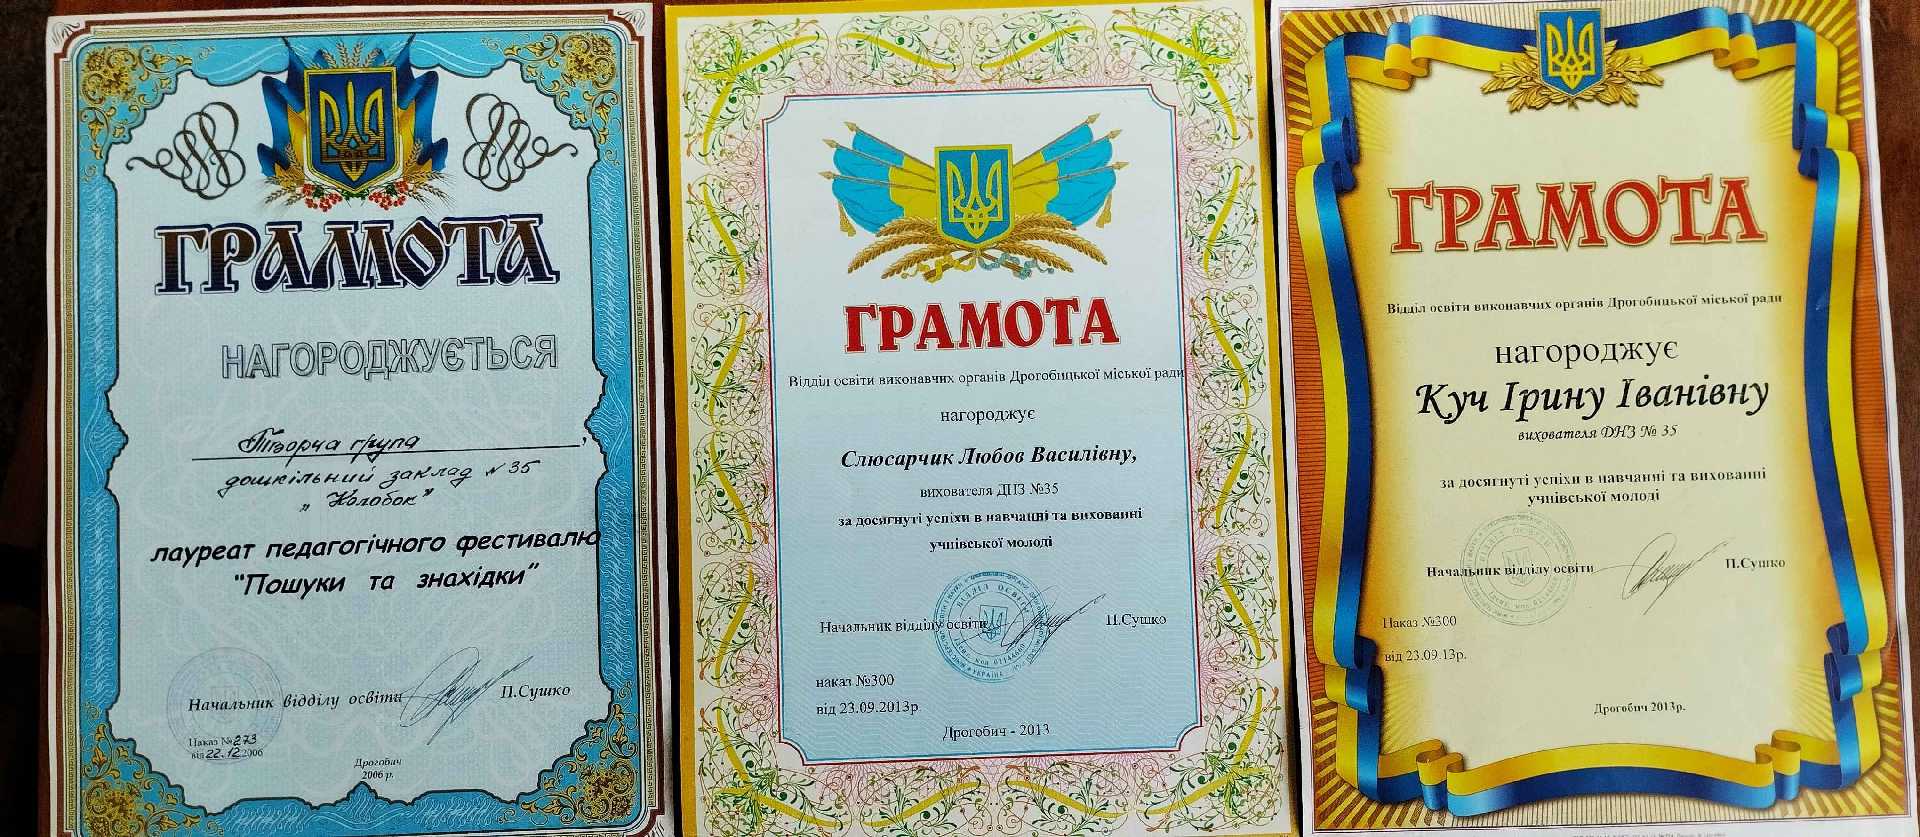 ГРАМОТА
НАГОРОДЖУЄТЬСЯ
Творча група,
дошкільний заклад №35
„Колобок"
лауреат педагогічного фестивалю
"Пошуки та знахідки"
Начальник відділу освіти П.Сушко
Наказ №273
від 22.12.2006
Дрогобич
2006 р.
ГРАМОТА
Відділ освіти виконавчих органів Дрогобицької міської ради
нагороджує
Слюсарчик Любов Василівну,
вихователя ДНЗ №35
за досягнуті успіхи в навчанні та вихованні
учнівської молоді
ВІДДІЛ ОСВІТИ
УКРАЇНА
Начальник відділу освіти П.Сушко
наказ №300
від 23.09.2013р.
Дрогобич - 2013
ГРАМОТА
Відділ освіти виконавчих органів Дрогобицької міської ради
нагороджує
Куч Ірину Іванівну
вихователя ДНЗ № 35
за досягнуті успіхи в навчанні та вихованні
учнівської молоді
Начальник відділу освіти П.Сушко
Наказ №300
від 23.09.13р.
Дрогобич 2013р.